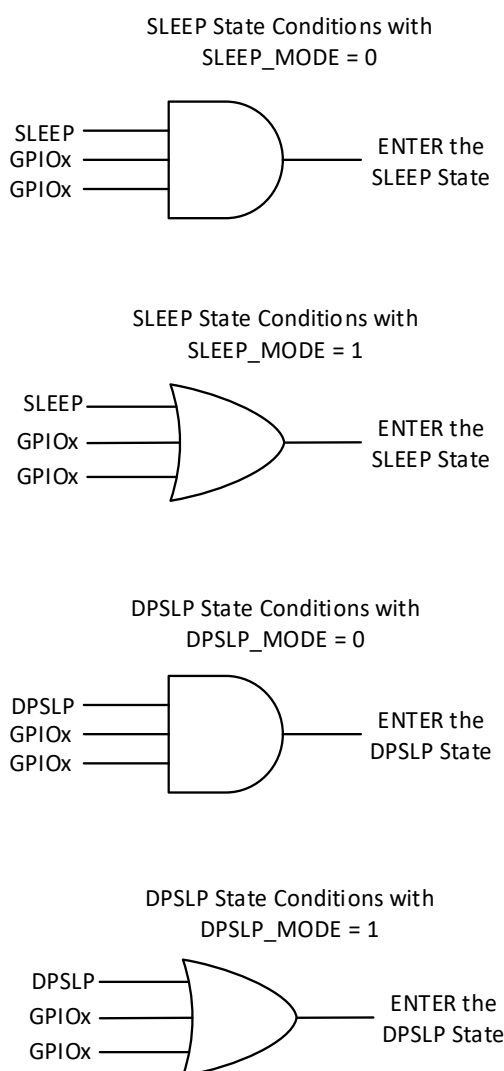 SLEEP State Conditions with
SLEEP_MODE = 0
SLEEP
GPIOx
GPIOx
ENTER the
SLEEP State
SLEEP State Conditions with
SLEEP_MODE = 1
SLEEP
GPIOx
GPIOx
ENTER the
SLEEP State
DPSLP State Conditions with
DPSLP_MODE = 0
DPSLP
GPIOx
GPIOx
ENTER the
DPSLP State
DPSLP State Conditions with
DPSLP_MODE = 1
DPSLP
GPIOx
GPIOx
ENTER the
DPSLP State